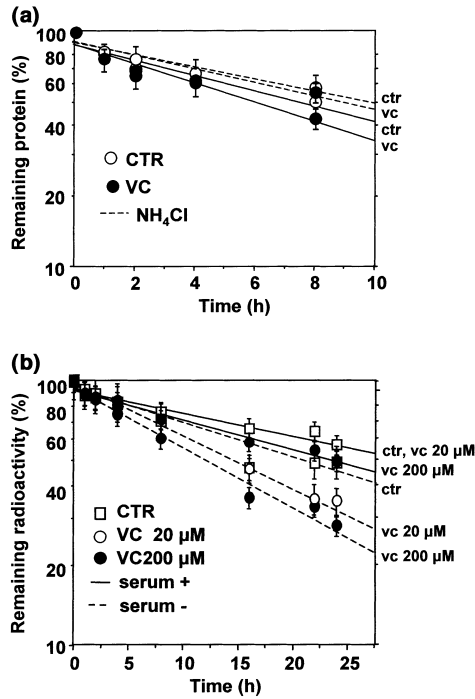 (a)
100
80
60
40
20
10
Remaining protein (%)
ctr
vc
ctr
vc
CTR
VC
NH₄Cl
0 2 4 6 8 10
Time (h)
(b)
100
80
60
40
20
10
Remaining radioactivity (%)
ctr, vc 20 µM
vc 200 µM
ctr
vc 20 µM
vc 200 µM
CTR
VC 20 µM
VC200 µM
serum +
serum -
0 5 10 15 20 25
Time (h)